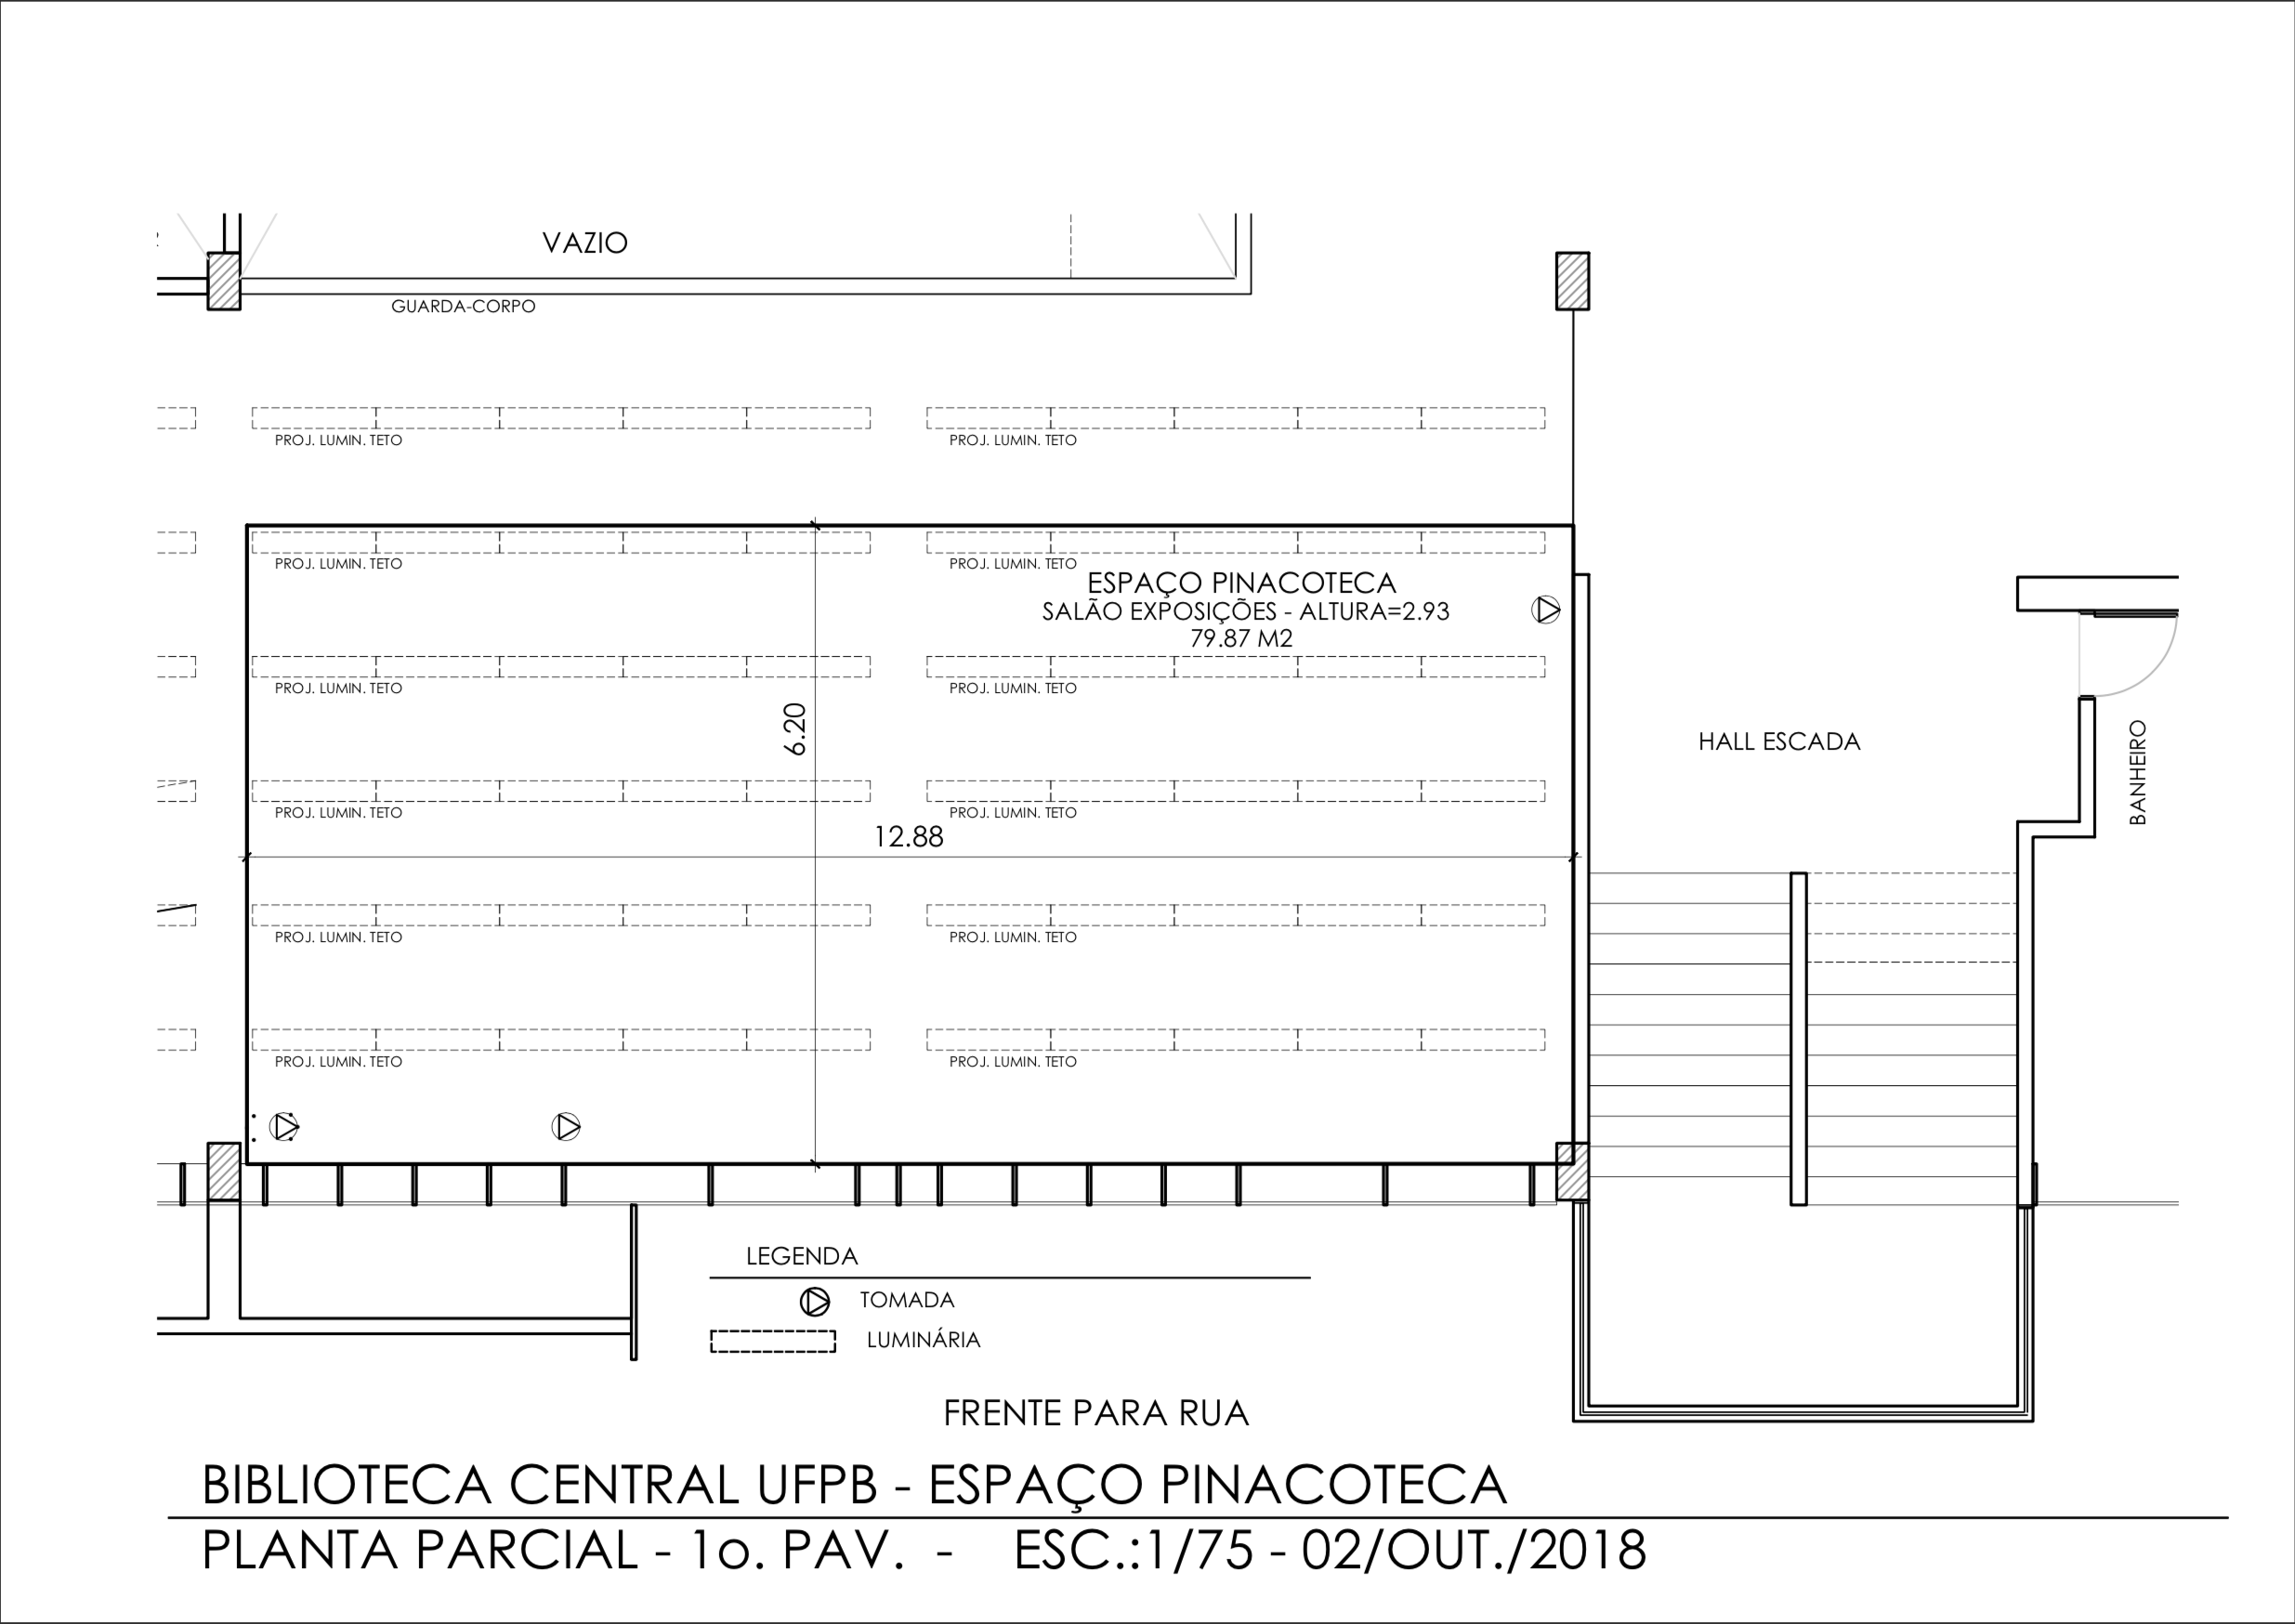 VAZIO
GUARDA-CORPO
PROJ. LUMIN. TETO
PROJ. LUMIN. TETO
PROJ. LUMIN. TETO
PROJ. LUMIN. TETO
ESPAÇO PINACOTECA
SALÃO EXPOSIÇÕES - ALTURA=2.93
79.87 M2
PROJ. LUMIN. TETO
PROJ. LUMIN. TETO
6.20
HALL ESCADA
BANHEIRO
PROJ. LUMIN. TETO
PROJ. LUMIN. TETO
12.88
PROJ. LUMIN. TETO
PROJ. LUMIN. TETO
PROJ. LUMIN. TETO
PROJ. LUMIN. TETO
LEGENDA
TOMADA
LUMINÁRIA
FRENTE PARA RUA
BIBLIOTECA CENTRAL UFPB - ESPAÇO PINACOTECA
PLANTA PARCIAL - 1o. PAV. - ESC.:1/75 - 02/OUT./2018